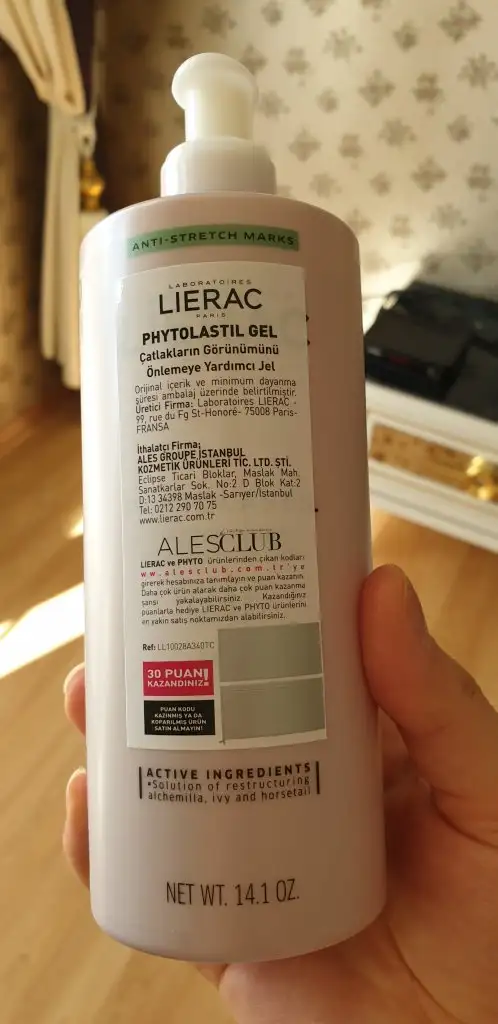 ANTI-STRETCH MARKS
LABORATOIRES
LIERAC
PARIS
PHYTOLASTIL GEL
Çatlakların Görünümünü
Önlemeye Yardımcı Jel
Orijinal içerik ve minimum dayanma
süresi ambalaj üzerinde belirtilmiştir.
Üretici Firma: Laboratoires LIERAC -
99, rue du Fg St-Honoré- 75008 Paris-
FRANSA
İthalatçı Firma;
ALES GROUPE İSTANBUL
KOZMETİK ÜRÜNLERİ TİC. LTD. ŞTİ.
Eclipse Ticari Bloklar, Maslak Mah.
Sanatkarlar Sok. No:2 D Blok Kat:2
D:13 34398 Maslak -Sarıyer/İstanbul
Tel: 0212 290 70 75
www.lierac.com.tr
ALESCLUB
LIERAC ve PHYTO ürünlerinden çıkan kodları
ww.alesclub.com.tr'ye
girerek hesabınıza tanımlayın ve puan kazanın.
Daha çok ürün alarak daha çok puan kazanma
şansı yakalayabilirsiniz. Kazandığınız
puanlarla hediye LIERAC ve PHYTO ürünlerini
en yakın satış noktamızdan alabilirsiniz.
Ref: LL10028A340TC
30 PUAN
KAZANDINIZ!
PUAN KODU
KAZINMIŞ YA DA
KOPARILMIŞ ÜRÜN
SATIN ALMAYIN!
ACTIVE INGREDIENTS
•Solution of restructuring
alchemilla, ivy and horsetail
NET WT. 14.1 OZ.